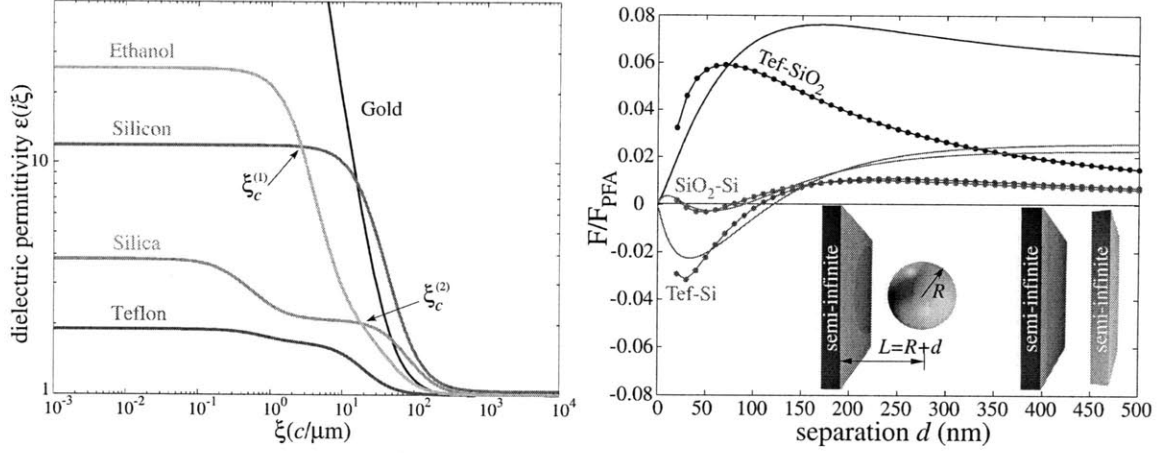 dielectric permittivity ε(iξ)
10
1
Ethanol
Silicon
Silica
Teflon
Gold
ξc(1)
ξc(2)
10-3
10-2
10-1
100
101
102
103
104
ξ(c/μm)
F/FPFA
0.08
0.06
0.04
0.02
0
-0.02
-0.04
-0.06
-0.08
Tef-SiO2
SiO2-Si
Tef-Si
semi-infinite
R
L=R+d
semi-infinite
semi-infinite
0
50
100
150
200
250
300
350
400
450
500
separation d (nm)